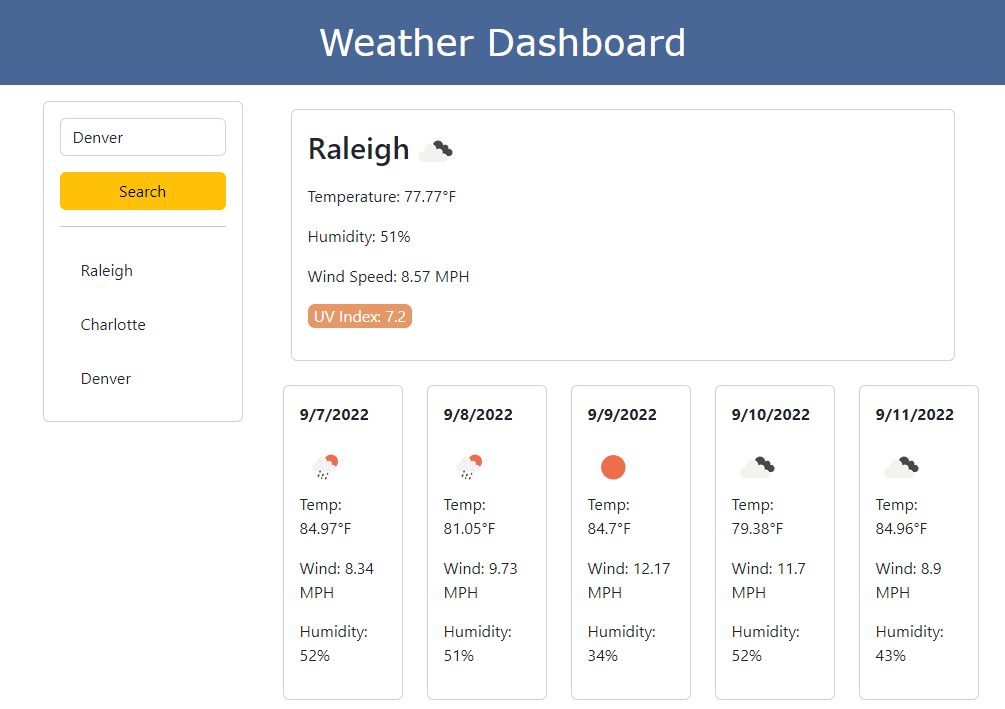 Weather Dashboard
Denver
Search
Raleigh
Charlotte
Denver
Raleigh
Temperature: 77.77°F
Humidity: 51%
Wind Speed: 8.57 MPH
UV Index: 7.2
9/7/2022
Temp:
84.97°F
Wind: 8.34
MPH
Humidity:
52%
9/8/2022
Temp:
81.05°F
Wind: 9.73
MPH
Humidity:
51%
9/9/2022
Temp:
84.7°F
Wind: 12.17
MPH
Humidity:
34%
9/10/2022
Temp:
79.38°F
Wind: 11.7
MPH
Humidity:
52%
9/11/2022
Temp:
84.96°F
Wind: 8.9
MPH
Humidity:
43%